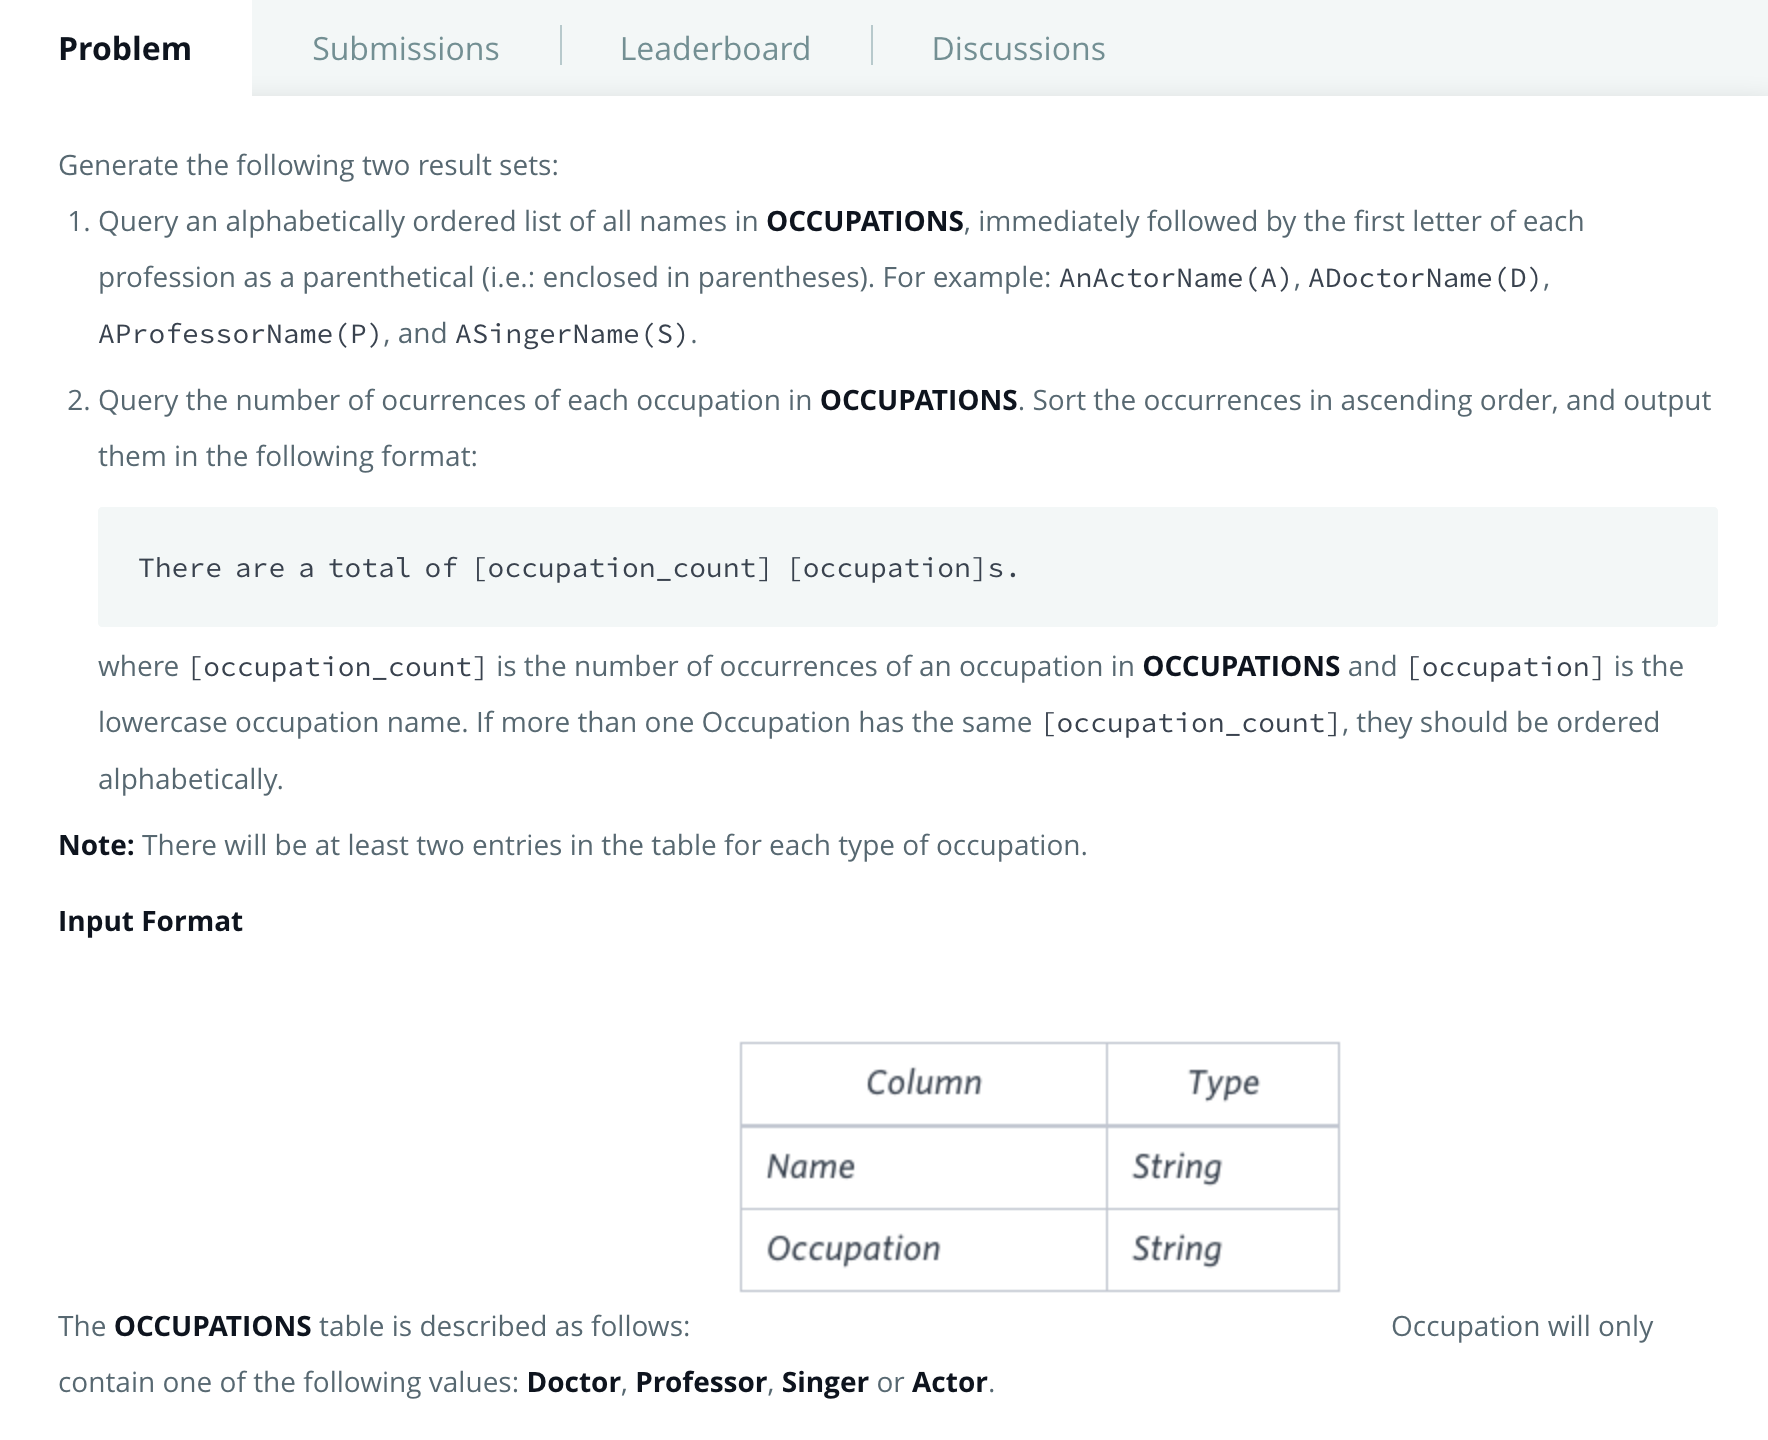 Problem
Submissions
Leaderboard
Discussions
Generate the following two result sets:
1. Query an alphabetically ordered list of all names in OCCUPATIONS, immediately followed by the first letter of each
profession as a parenthetical (i.e.: enclosed in parentheses). For example: AnActorName(A), ADoctorName(D),
AProfessorName(P), and ASingerName(S).
2. Query the number of ocurrences of each occupation in OCCUPATIONS. Sort the occurrences in ascending order, and output
them in the following format:
There are a total of [occupation_count] [occupation]s.
where [occupation_count] is the number of occurrences of an occupation in OCCUPATIONS and [occupation] is the
lowercase occupation name. If more than one Occupation has the same [occupation_count], they should be ordered
alphabetically.
Note: There will be at least two entries in the table for each type of occupation.
Input Format
Column Type
Name String
Occupation String
The OCCUPATIONS table is described as follows: Occupation will only
contain one of the following values: Doctor, Professor, Singer or Actor.